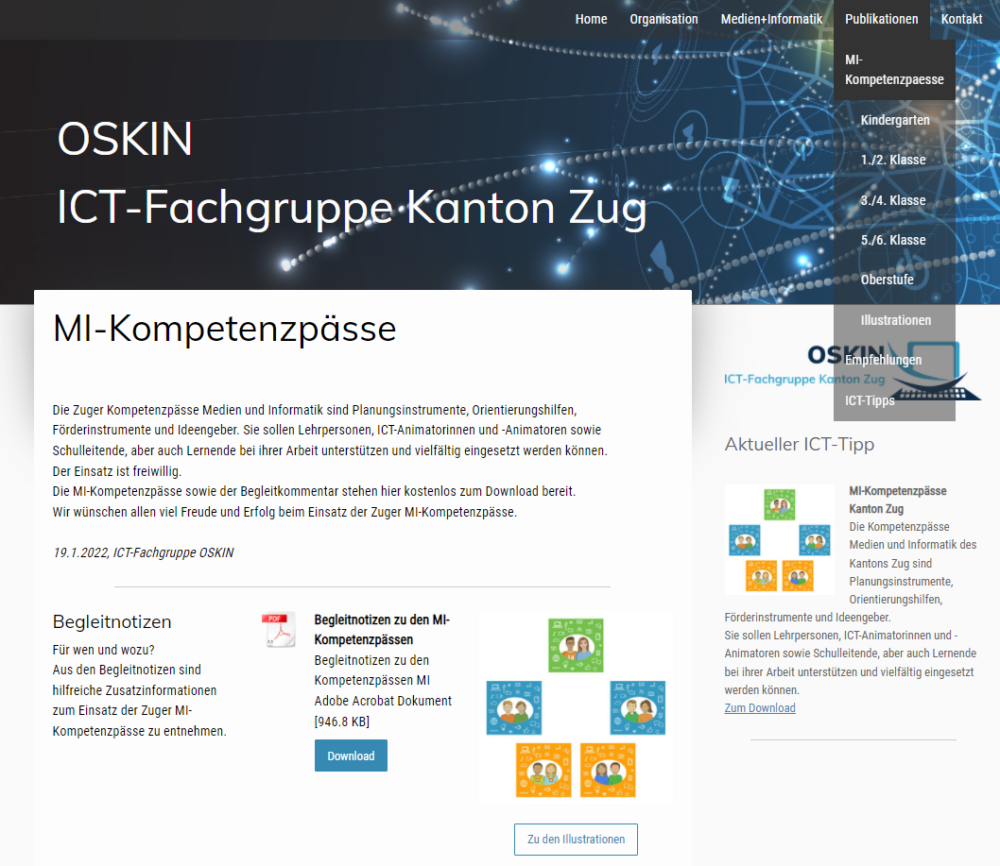 Home
Organisation
Medien+Informatik
Publikationen
Kontakt
MI-
Kompetenzpaesse
Kindergarten
1./2. Klasse
3./4. Klasse
5./6. Klasse
Oberstufe
Illustrationen
Empfehlungen
ICT-Tipps
OSKIN
ICT-Fachgruppe Kanton Zug
MI-Kompetenzpässe
Die Zuger Kompetenzpässe Medien und Informatik sind Planungsinstrumente, Orientierungshilfen,
Förderinstrumente und Ideengeber. Sie sollen Lehrpersonen, ICT-Animatorinnen und -Animatoren sowie
Schulleitende, aber auch Lernende bei ihrer Arbeit unterstützen und vielfältig eingesetzt werden können.
Der Einsatz ist freiwillig.
Die MI-Kompetenzpässe sowie der Begleitkommentar stehen hier kostenlos zum Download bereit.
Wir wünschen allen viel Freude und Erfolg beim Einsatz der Zuger MI-Kompetenzpässe.
19.1.2022, ICT-Fachgruppe OSKIN
Begleitnotizen
Für wen und wozu?
Aus den Begleitnotizen sind
hilfreiche Zusatzinformationen
zum Einsatz der Zuger MI-
Kompetenzpässe zu entnehmen.
PDF
Begleitnotizen zu den MI-
Kompetenzpässen
Begleitnotizen zu den
Kompetenzpässen MI
Adobe Acrobat Dokument
[946.8 KB]
Download
Zu den Illustrationen
OSKIN
ICT-Fachgruppe Kanton Zug
Aktueller ICT-Tipp
MI-Kompetenzpässe
Kanton Zug
Die Kompetenzpässe
Medien und Informatik des
Kantons Zug sind
Planungsinstrumente,
Orientierungshilfen,
Förderinstrumente und Ideengeber.
Sie sollen Lehrpersonen, ICT-Animatorinnen und -
Animatoren sowie Schulleitende, aber auch Lernende
bei ihrer Arbeit unterstützen und vielfältig eingesetzt
werden können.
Zum Download